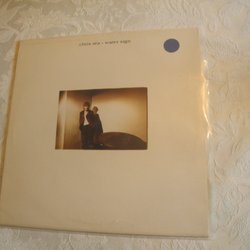 chris rea • water sign